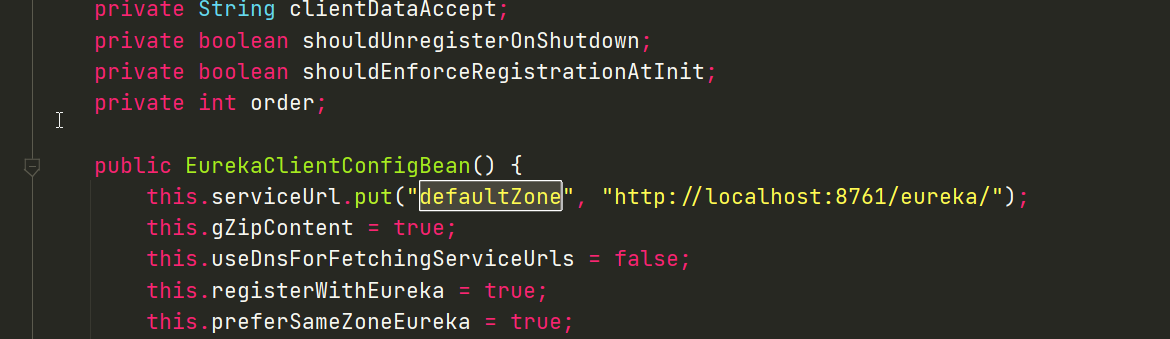 private String clientDataAccept;
private boolean shouldUnregisterOnShutdown;
private boolean shouldEnforceRegistrationAtInit;
private int order;
public EurekaClientConfigBean() {
this.serviceUrl.put("defaultZone", "http://localhost:8761/eureka/");
this.gZipContent = true;
this.useDnsForFetchingServiceUrls = false;
this.registerWithEureka = true;
this.preferSameZoneEureka = true;